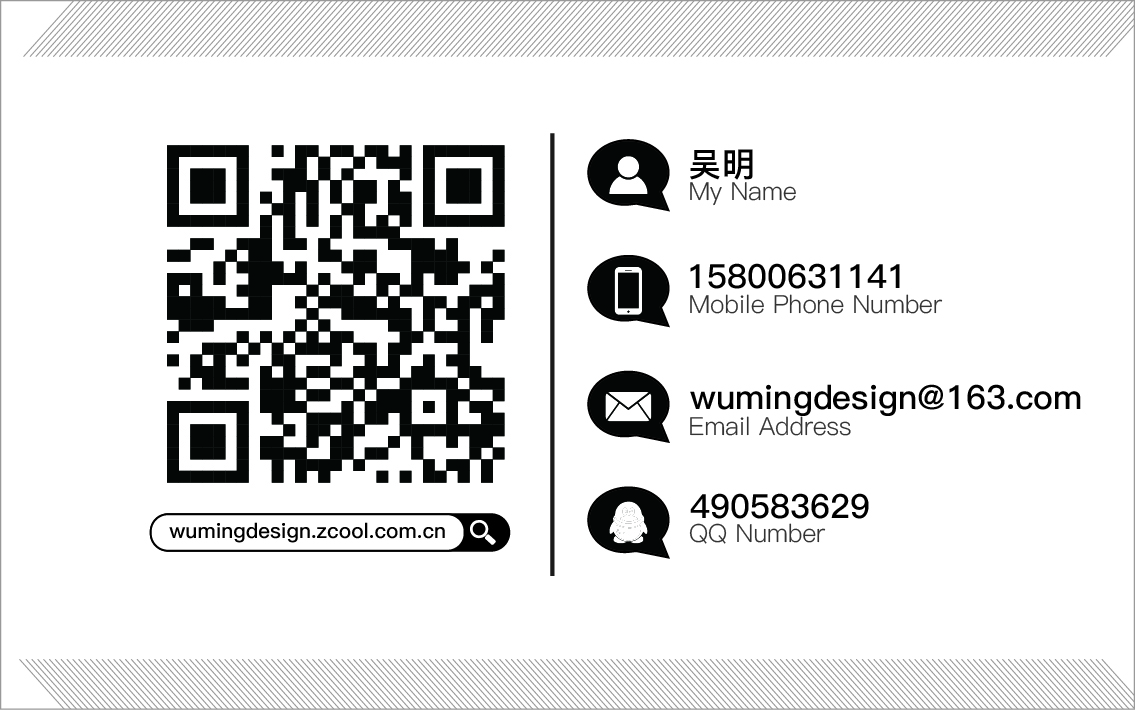 吴明
My Name
15800631141
Mobile Phone Number
wumingdesign@163.com
Email Address
490583629
QQ Number
wumingdesign.zcool.com.cn